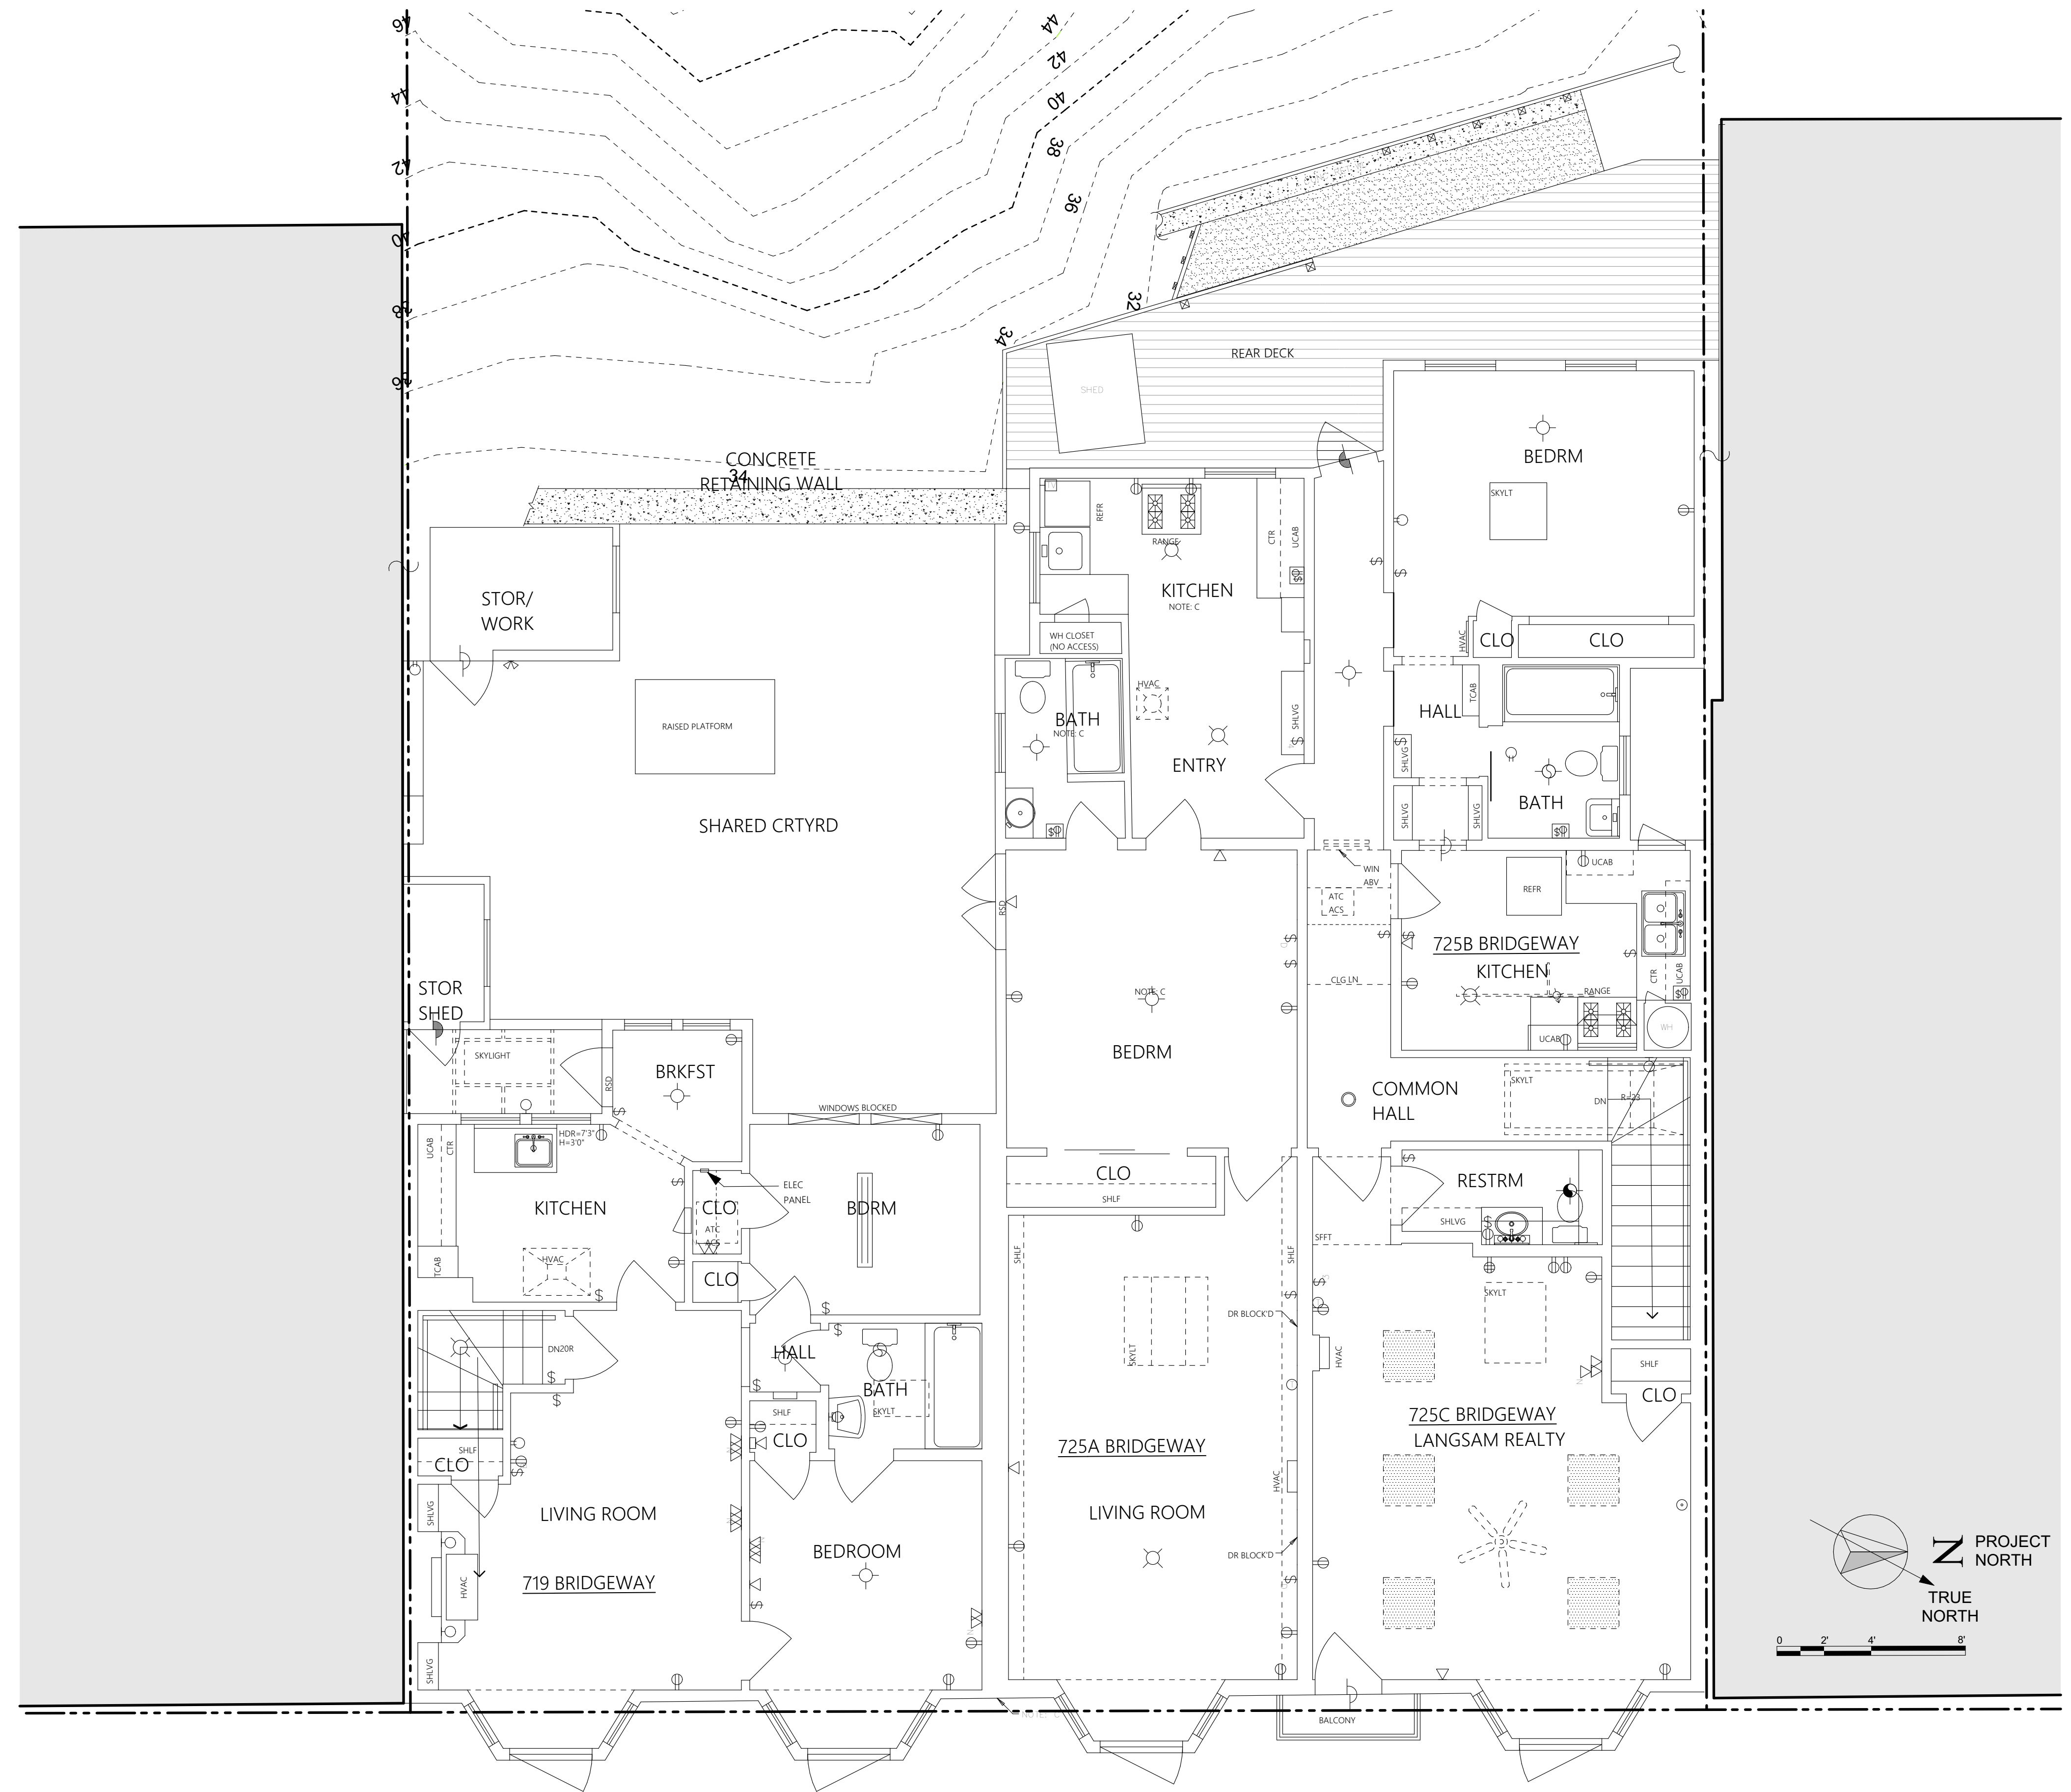 46
44
42
40
38
36
44
42
40
38
36
34
32
REAR DECK
SHED
CONCRETE
34
RETAINING WALL
BEDRM
SKYLT
REFR
RANGE
CTR
UCAB
KITCHEN
NOTE: C
WH CLOSET
(NO ACCESS)
HVAC
BATH
NOTE: C
SHLVG
ENTRY
STOR/
WORK
RAISED PLATFORM
SHARED CRTYRD
HVAC
CLO
CLO
TCAB
HALL
SHLVG
SHLVG
SHLVG
BATH
WIN
ABV
ATC
ACS
CLG LN
REFR
UCAB
725B BRIDGEWAY
KITCHEN
RANGE
CTR
UCAB
UCAB
WH
RSD
STOR
SHED
SKYLIGHT
RSD
BRKFST
WINDOWS BLOCKED
NOTE: C
BEDRM
COMMON
HALL
SKYLT
DN
R=23
UCAB
CTR
HDR=7'3"
H=3'0"
KITCHEN
TCAB
HVAC
CLO
ATC
ACS
ELEC
PANEL
BDRM
CLO
CLO
SHLF
RESTRM
SHLVG
SFFT
SHLF
SHLF
SKYLT
DR BLOCK'D
HVAC
SKYLT
SHLF
CLO
DN20R
HALL
BATH
SKYLT
SHLF
CLO
SHLF
CLO
725A BRIDGEWAY
725C BRIDGEWAY
LANGSAM REALTY
SHLVG
LIVING ROOM
BEDROOM
LIVING ROOM
HVAC
DR BLOCK'D
719 BRIDGEWAY
HVAC
SHLVG
NOTE: C
BALCONY
N
PROJECT
NORTH
TRUE
NORTH
0 2' 4' 8'